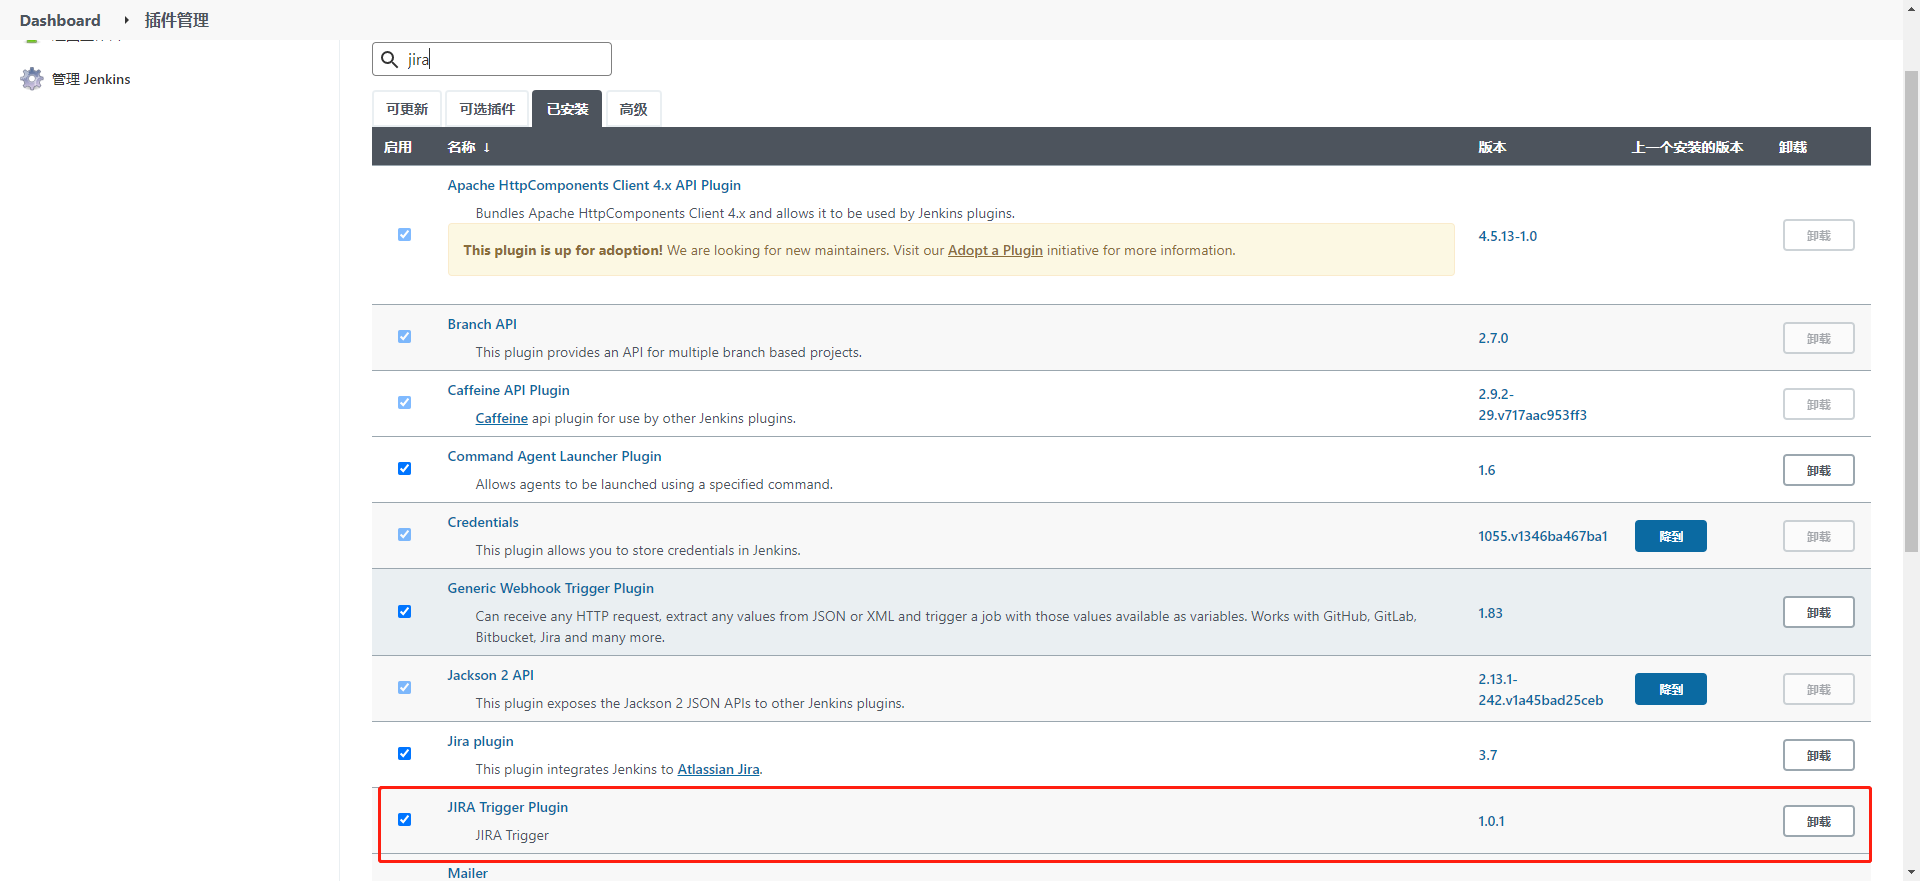 Dashboard
插件管理
管理 Jenkins
jira
可更新
可选插件
已安装
高级
启用
名称 ↓
版本
上一个安装的版本
卸载
Apache HttpComponents Client 4.x API Plugin
Bundles Apache HttpComponents Client 4.x and allows it to be used by Jenkins plugins.
This plugin is up for adoption! We are looking for new maintainers. Visit our Adopt a Plugin initiative for more information.
4.5.13-1.0
卸载
Branch API
This plugin provides an API for multiple branch based projects.
2.7.0
卸载
Caffeine API Plugin
Caffeine api plugin for use by other Jenkins plugins.
2.9.2-
29.v717aac953ff3
卸载
Command Agent Launcher Plugin
Allows agents to be launched using a specified command.
1.6
卸载
Credentials
This plugin allows you to store credentials in Jenkins.
1055.v1346ba467ba1
降到
卸载
Generic Webhook Trigger Plugin
Can receive any HTTP request, extract any values from JSON or XML and trigger a job with those values available as variables. Works with GitHub, GitLab,
Bitbucket, Jira and many more.
1.83
卸载
Jackson 2 API
This plugin exposes the Jackson 2 JSON APIs to other Jenkins plugins.
2.13.1-
242.v1a45bad25ceb
降到
卸载
Jira plugin
This plugin integrates Jenkins to Atlassian Jira.
3.7
卸载
JIRA Trigger Plugin
JIRA Trigger
1.0.1
卸载
Mailer